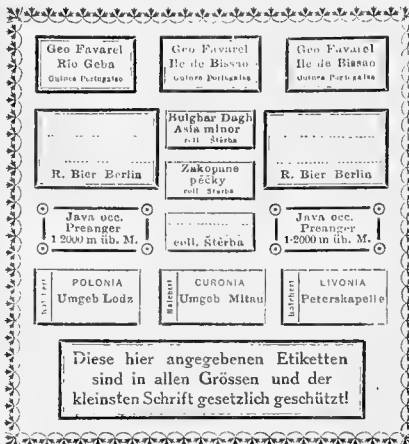 Geo Favarel
Rio Geba
Guinea Portugaise
Geo Favarel
Ile de Bissao
Guinea Portugaise
Geo Favarel
Ile de Bissao
Guinea Portugaise
Bulghar Dagh
Asia minor
coll. Štěrba
R. Bier Berlin
Zakopane
péčky
coll Štěrba
R. Bier Berlin
Java occ.
Preanger
1-2000 m üb. M.
coll. Štěrba
Java occ.
Preanger
1-2000 m üb. M.
POLONIA
Umgeb Lodz
CURONIA
Umgeb Mitau
LIVONIA
Peterskapelle
Diese hier angegebenen Etiketten
sind in allen Grössen und der
kleinsten Schrift gesetzlich geschützt!